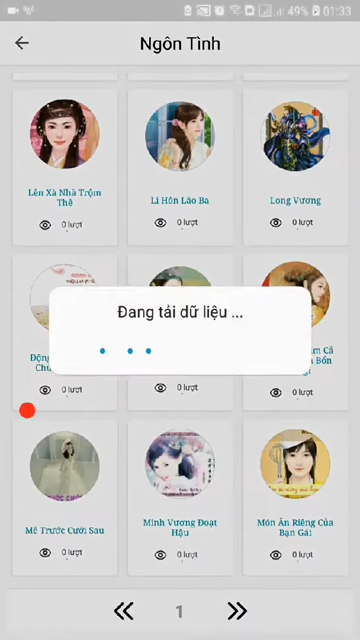 49% 01:33
Ngôn Tình
Lên Xà Nhà Trộm
Thê
0 lượt
Li Hôn Lão Ba
0 lượt
Long Vương
0 lượt
Đang tải dữ liệu ...
0 lượt
0 lượt
0 lượt
Mê Trước Cưới Sau
0 lượt
Minh Vương Đoạt
Hậu
0 lượt
Món Ăn Riêng Của
Bạn Gái
0 lượt
1